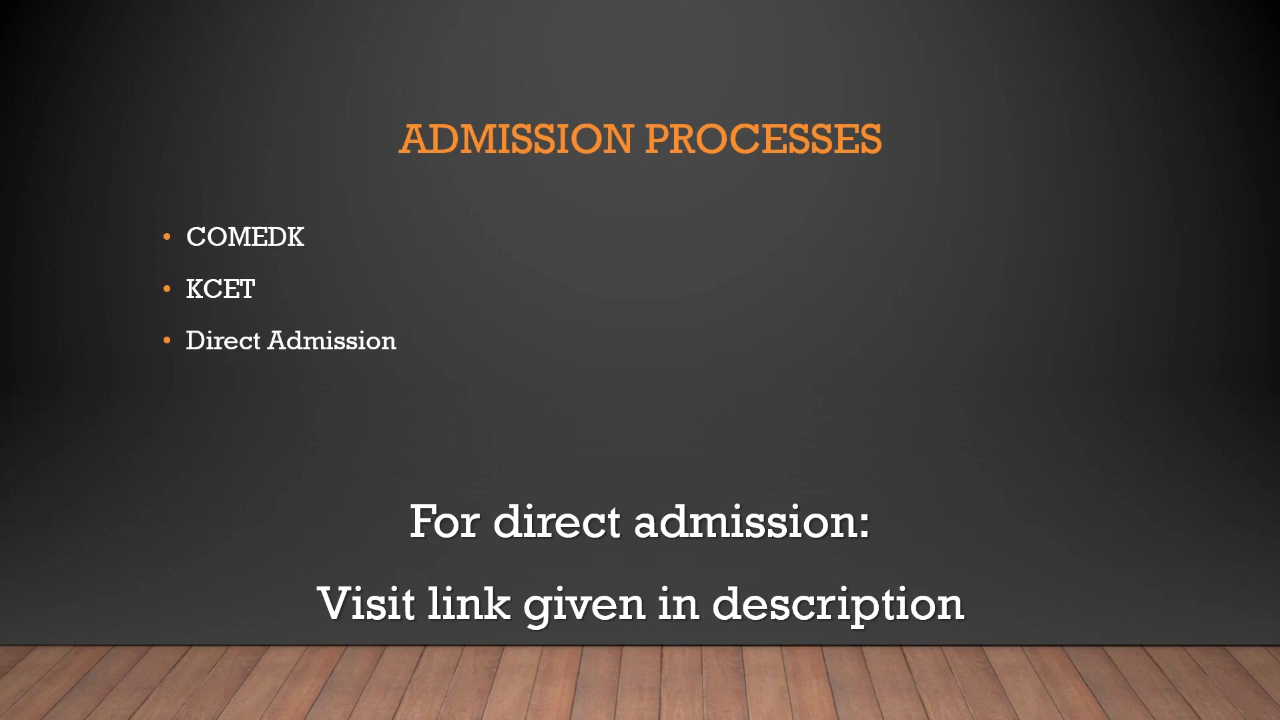 ADMISSION PROCESSES
• COMEDK
• KCET
• Direct Admission
For direct admission:
Visit link given in description